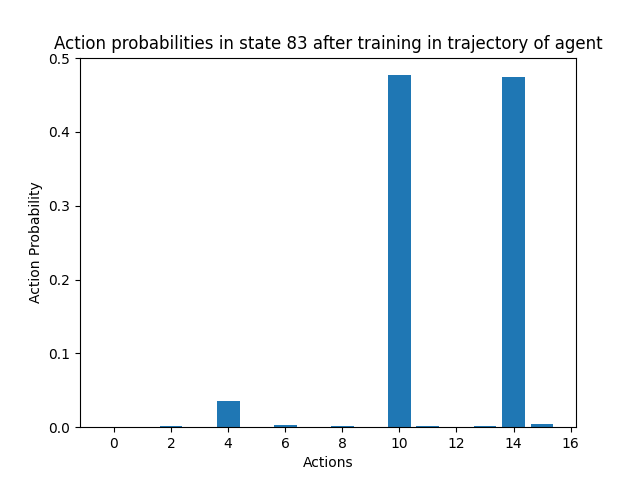 Action probabilities in state 83 after training in trajectory of agent
0.5
0.4
0.3
0.2
0.1
0.0
Action Probability
0 2 4 6 8 10 12 14 16
Actions